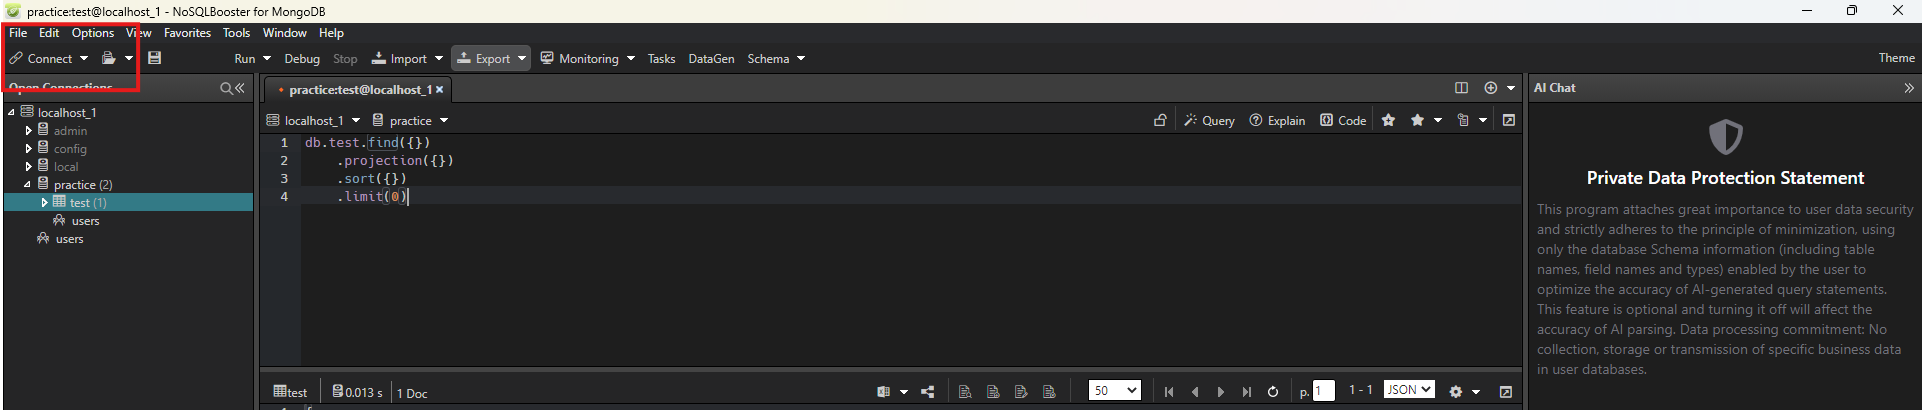 practice:test@localhost_1 - NoSQLBooster for MongoDB
File Edit Options View Favorites Tools Window Help
Connect Run Debug Stop Import Export Monitoring Tasks DataGen Schema Theme
Open Connections
practice:test@localhost_1
AI Chat
localhost_1
admin
config
local
practice (2)
test (1)
users
users
localhost_1 practice Query Explain Code
1 db.test.find({})
2 .projection({})
3 .sort({})
4 .limit(0)
Private Data Protection Statement
This program attaches great importance to user data security
and strictly adheres to the principle of minimization, using
only the database Schema information (including table
names, field names and types) enabled by the user to
optimize the accuracy of AI-generated query statements.
This feature is optional and turning it off will affect the
accuracy of AI parsing. Data processing commitment: No
collection, storage or transmission of specific business data
in user databases.
test 0.013 s 1 Doc 50 p. 1 1 - 1 JSON